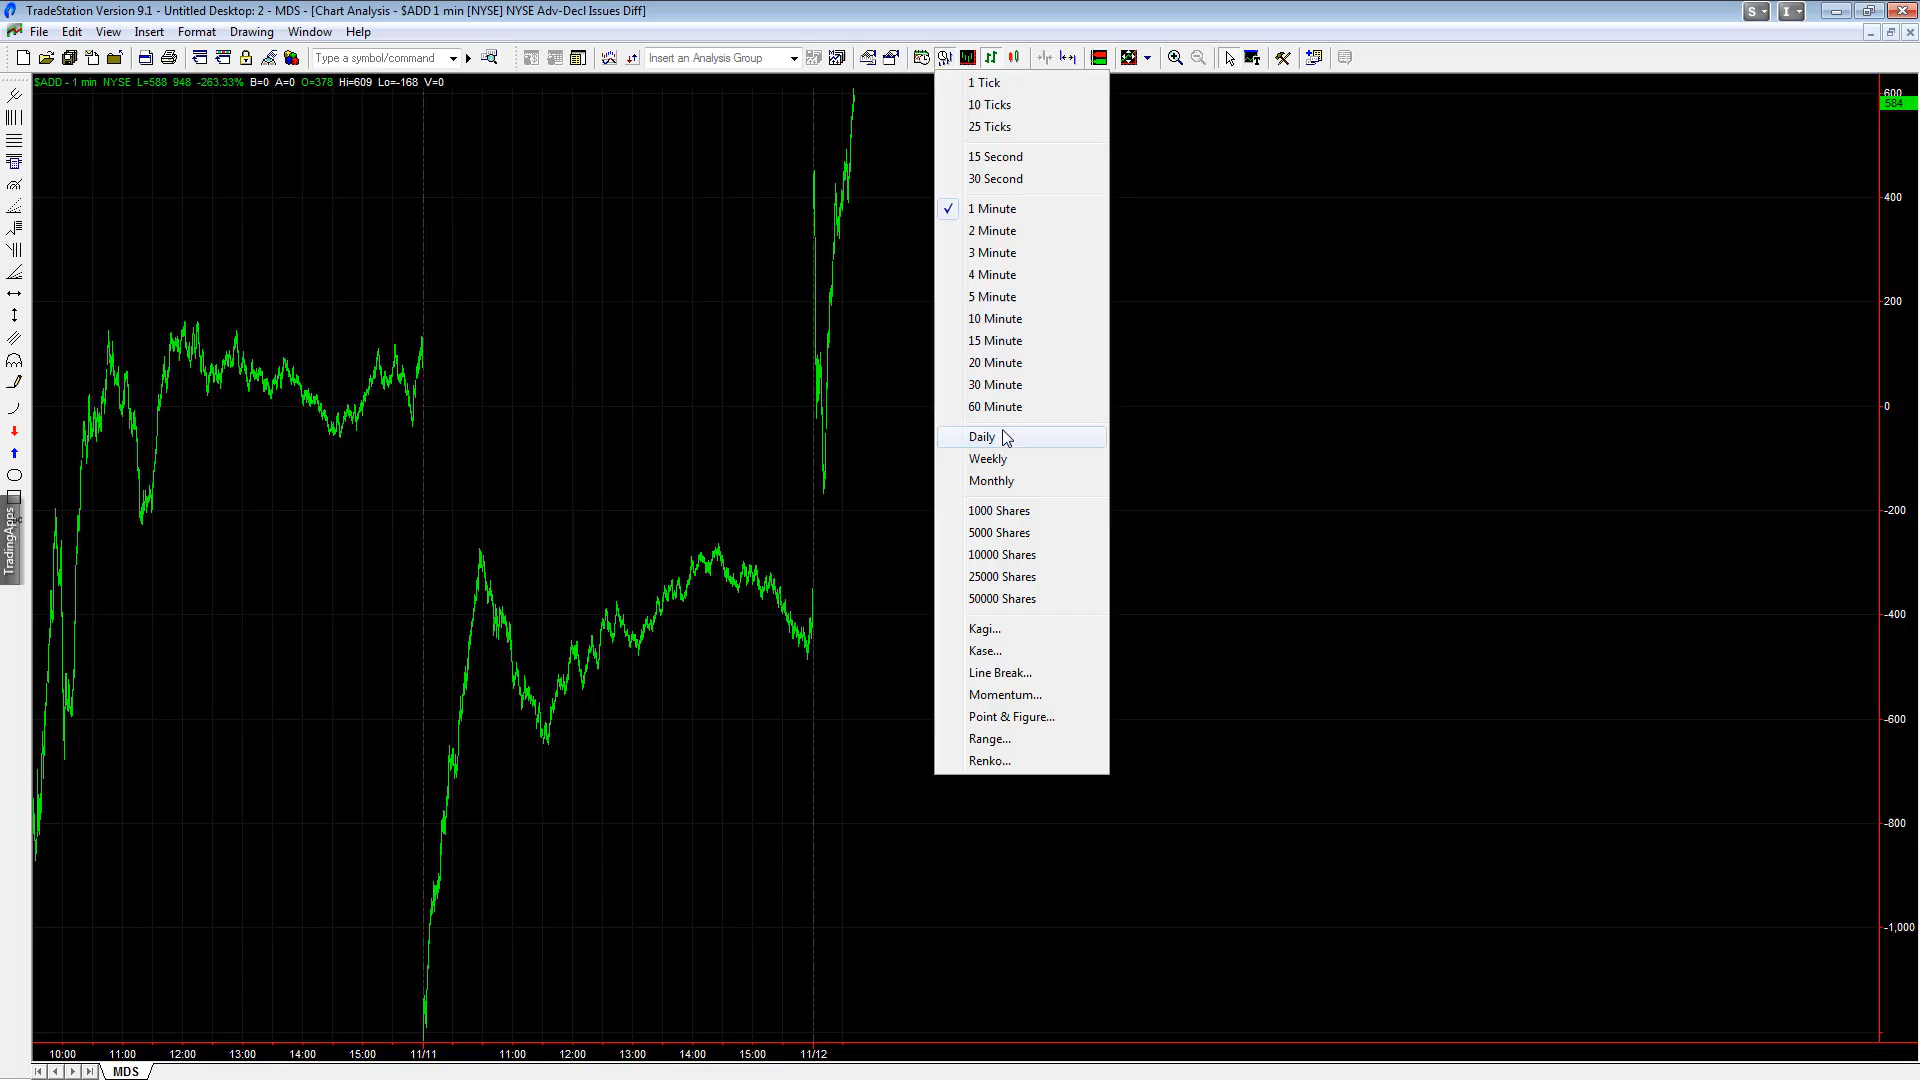 TradeStation Version 9.1 - Untitled Desktop: 2 - MDS - [Chart Analysis - $ADD 1 min [NYSE] NYSE Adv-Decl Issues Diff]
S
I
File Edit View Insert Format Drawing Window Help
Type a symbol/command
Insert an Analysis Group
$ADD - 1 min NYSE L=588 948 -263.33% B=0 A=0 O=378 Hi=609 Lo=-168 V=0
1 Tick
10 Ticks
25 Ticks
15 Second
30 Second
1 Minute
2 Minute
3 Minute
4 Minute
5 Minute
10 Minute
15 Minute
20 Minute
30 Minute
60 Minute
Daily
Weekly
Monthly
1000 Shares
5000 Shares
10000 Shares
25000 Shares
50000 Shares
Kagi...
Kase...
Line Break...
Momentum...
Point & Figure...
Range...
Renko...
600
584
400
200
0
-200
-400
-600
-800
-1,000
TradingApps
10:00 11:00 12:00 13:00 14:00 15:00 11/11 11:00 12:00 13:00 14:00 15:00 11/12
MDS